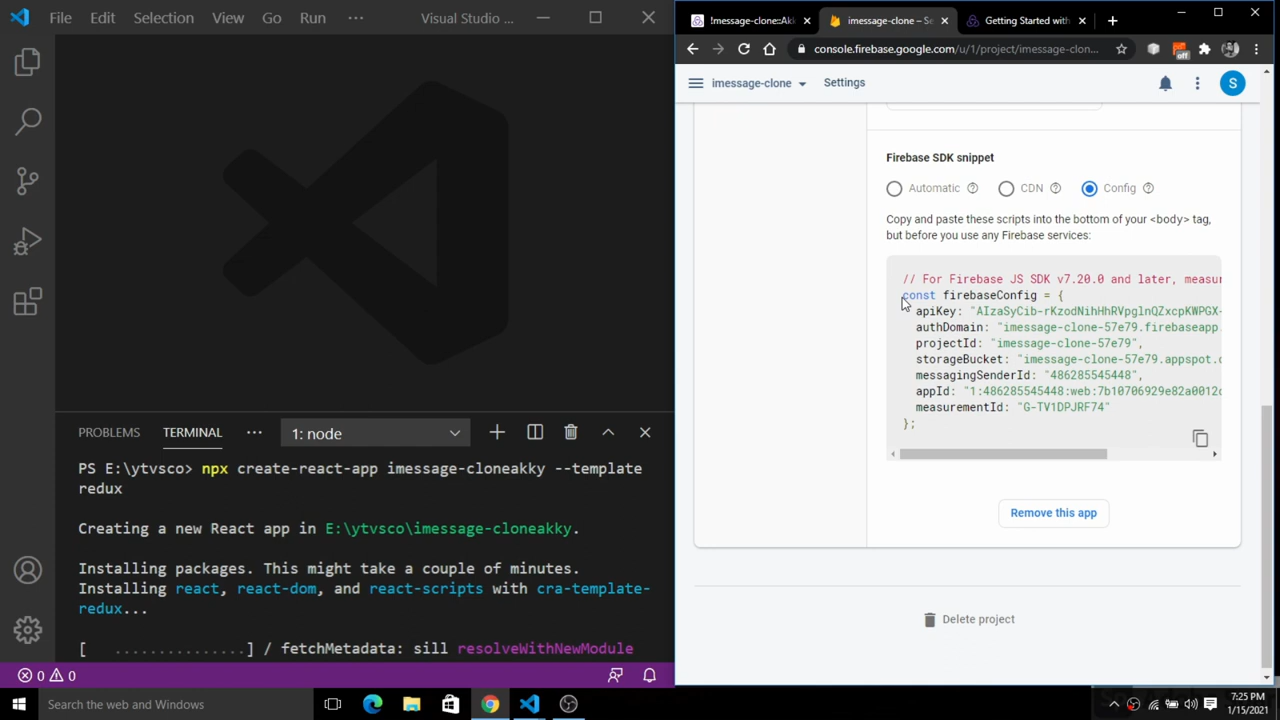 File Edit Selection View Go Run ··· Visual Studio ...
PROBLEMS TERMINAL ··· 1: node
PS E:\ytvsco> npx create-react-app imessage-cloneakky --template
redux
Creating a new React app in E:\ytvsco\imessage-cloneakky.
Installing packages. This might take a couple of minutes.
Installing react, react-dom, and react-scripts with cra-template-
redux...
[ ...............] / fetchMetadata: sill resolveWithNewModule
0 0
!message-clone:Ak
imessage-clone – Se
Getting Started with
console.firebase.google.com/u/1/project/imessage-clon...
off
imessage-clone Settings S
Firebase SDK snippet
Automatic CDN Config
Copy and paste these scripts into the bottom of your <body> tag,
but before you use any Firebase services:
// For Firebase JS SDK v7.20.0 and later, measur
const firebaseConfig = {
apiKey: "AIzaSyCib-rKzodNihHhRVpglnQZxcpKWPGX-
authDomain: "imessage-clone-57e79.firebaseapp.
projectId: "imessage-clone-57e79",
storageBucket: "imessage-clone-57e79.appspot.c
messagingSenderId: "486285545448",
appId: "1:486285545448:web:7b10706929e82a0012c
measurementId: "G-TV1DPJRF74"
};
Remove this app
Delete project
Search the web and Windows
7:25 PM
1/15/2021